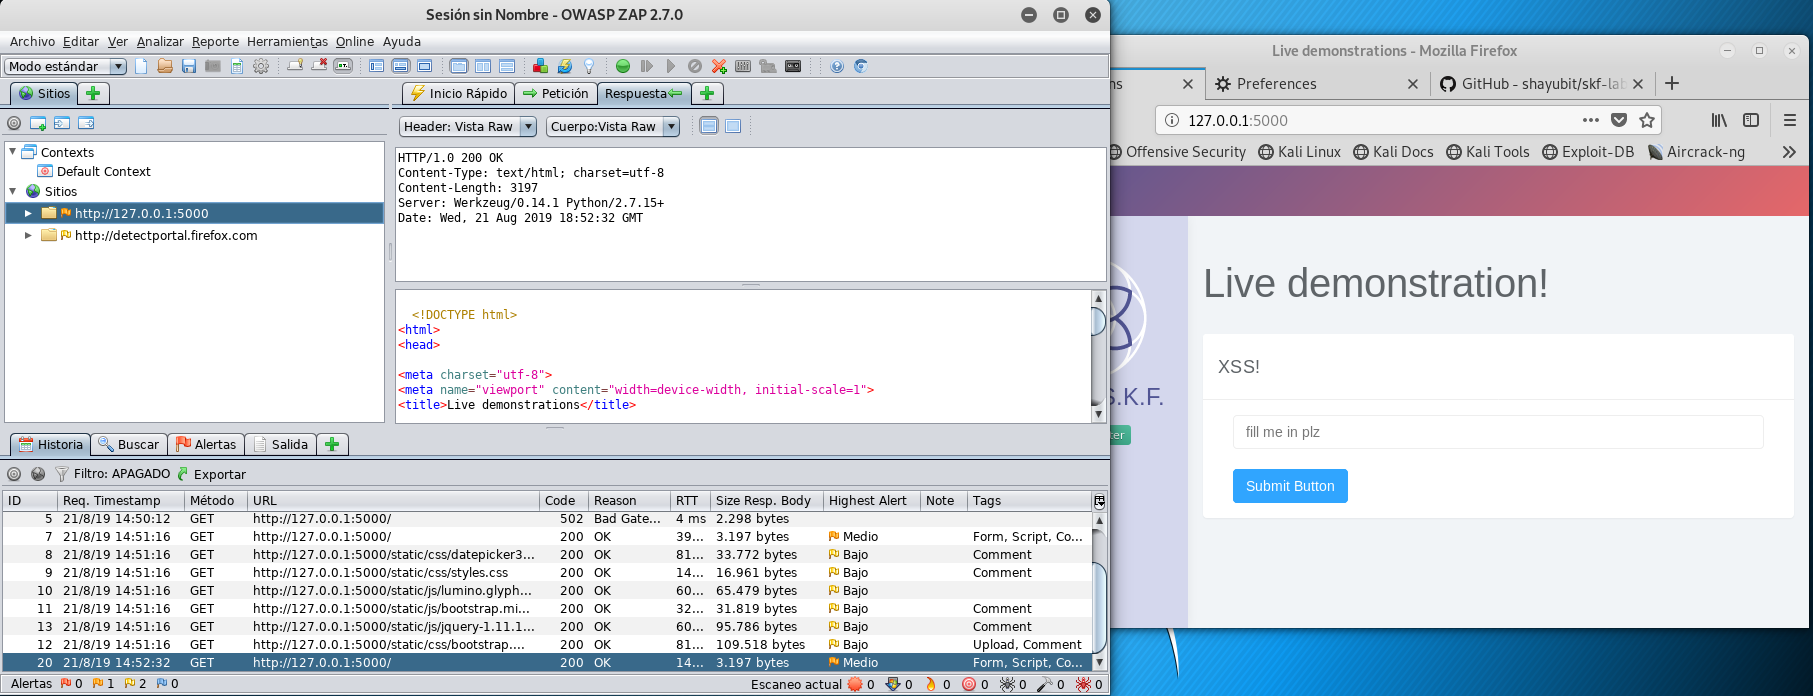 Sesión sin Nombre - OWASP ZAP 2.7.0
Archivo Editar Ver Analizar Reporte Herramientas Online Ayuda
Modo estándar
Sitios
Contexts
Default Context
Sitios
http://127.0.0.1:5000
http://detectportal.firefox.com
Inicio Rápido Petición Respuesta
Header: Vista Raw Cuerpo:Vista Raw
HTTP/1.0 200 OK
Content-Type: text/html; charset=utf-8
Content-Length: 3197
Server: Werkzeug/0.14.1 Python/2.7.15+
Date: Wed, 21 Aug 2019 18:52:32 GMT
<!DOCTYPE html>
<html>
<head>
<meta charset="utf-8">
<meta name="viewport" content="width=device-width, initial-scale=1">
<title>Live demonstrations</title>
Historia Buscar Alertas Salida
Filtro: APAGADO Exportar
ID Req. Timestamp Método URL Code Reason RTT Size Resp. Body Highest Alert Note Tags
5 21/8/19 14:50:12 GET http://127.0.0.1:5000/ 502 Bad Gate... 4 ms 2.298 bytes
7 21/8/19 14:51:16 GET http://127.0.0.1:5000/ 200 OK 39... 3.197 bytes Medio Form, Script, Co...
8 21/8/19 14:51:16 GET http://127.0.0.1:5000/static/css/datepicker3... 200 OK 81... 33.772 bytes Bajo Comment
9 21/8/19 14:51:16 GET http://127.0.0.1:5000/static/css/styles.css 200 OK 14... 16.961 bytes Bajo Comment
10 21/8/19 14:51:16 GET http://127.0.0.1:5000/static/js/lumino.glyph... 200 OK 60... 65.479 bytes Bajo
11 21/8/19 14:51:16 GET http://127.0.0.1:5000/static/js/bootstrap.mi... 200 OK 32... 31.819 bytes Bajo Comment
13 21/8/19 14:51:16 GET http://127.0.0.1:5000/static/js/jquery-1.11.1... 200 OK 60... 95.786 bytes Bajo Comment
12 21/8/19 14:51:16 GET http://127.0.0.1:5000/static/css/bootstrap.... 200 OK 81... 109.518 bytes Bajo Upload, Comment
20 21/8/19 14:52:32 GET http://127.0.0.1:5000/ 200 OK 14... 3.197 bytes Medio Form, Script, Co...
Alertas 0 1 2 0 Escaneo actual 0 0 0 0 0 0 0
Live demonstrations - Mozilla Firefox
ns Preferences GitHub - shayubit/skf-lab
127.0.0.1:5000
Offensive Security Kali Linux Kali Docs Kali Tools Exploit-DB Aircrack-ng
S.K.F.
ter
Live demonstration!
XSS!
fill me in plz
Submit Button